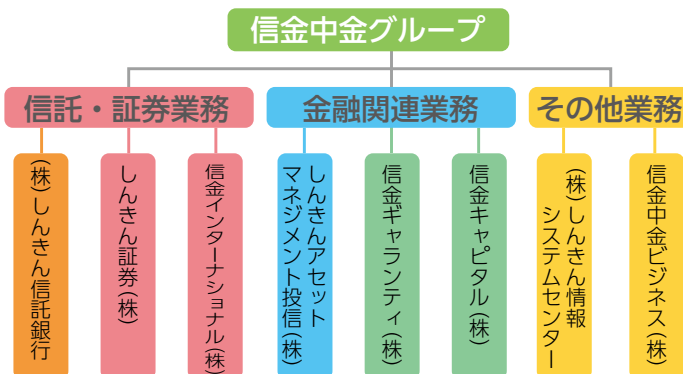 信金中金グループ
信託・証券業務
金融関連業務
その他業務
(株)しんきん信託銀行
しんきん証券(株)
信金インターナショナル(株)
しんきんアセット
マネジメント投信(株)
信金ギャランティ(株)
信金キャピタル(株)
(株)しんきん情報
システムセンター
信金中金ビジネス(株)